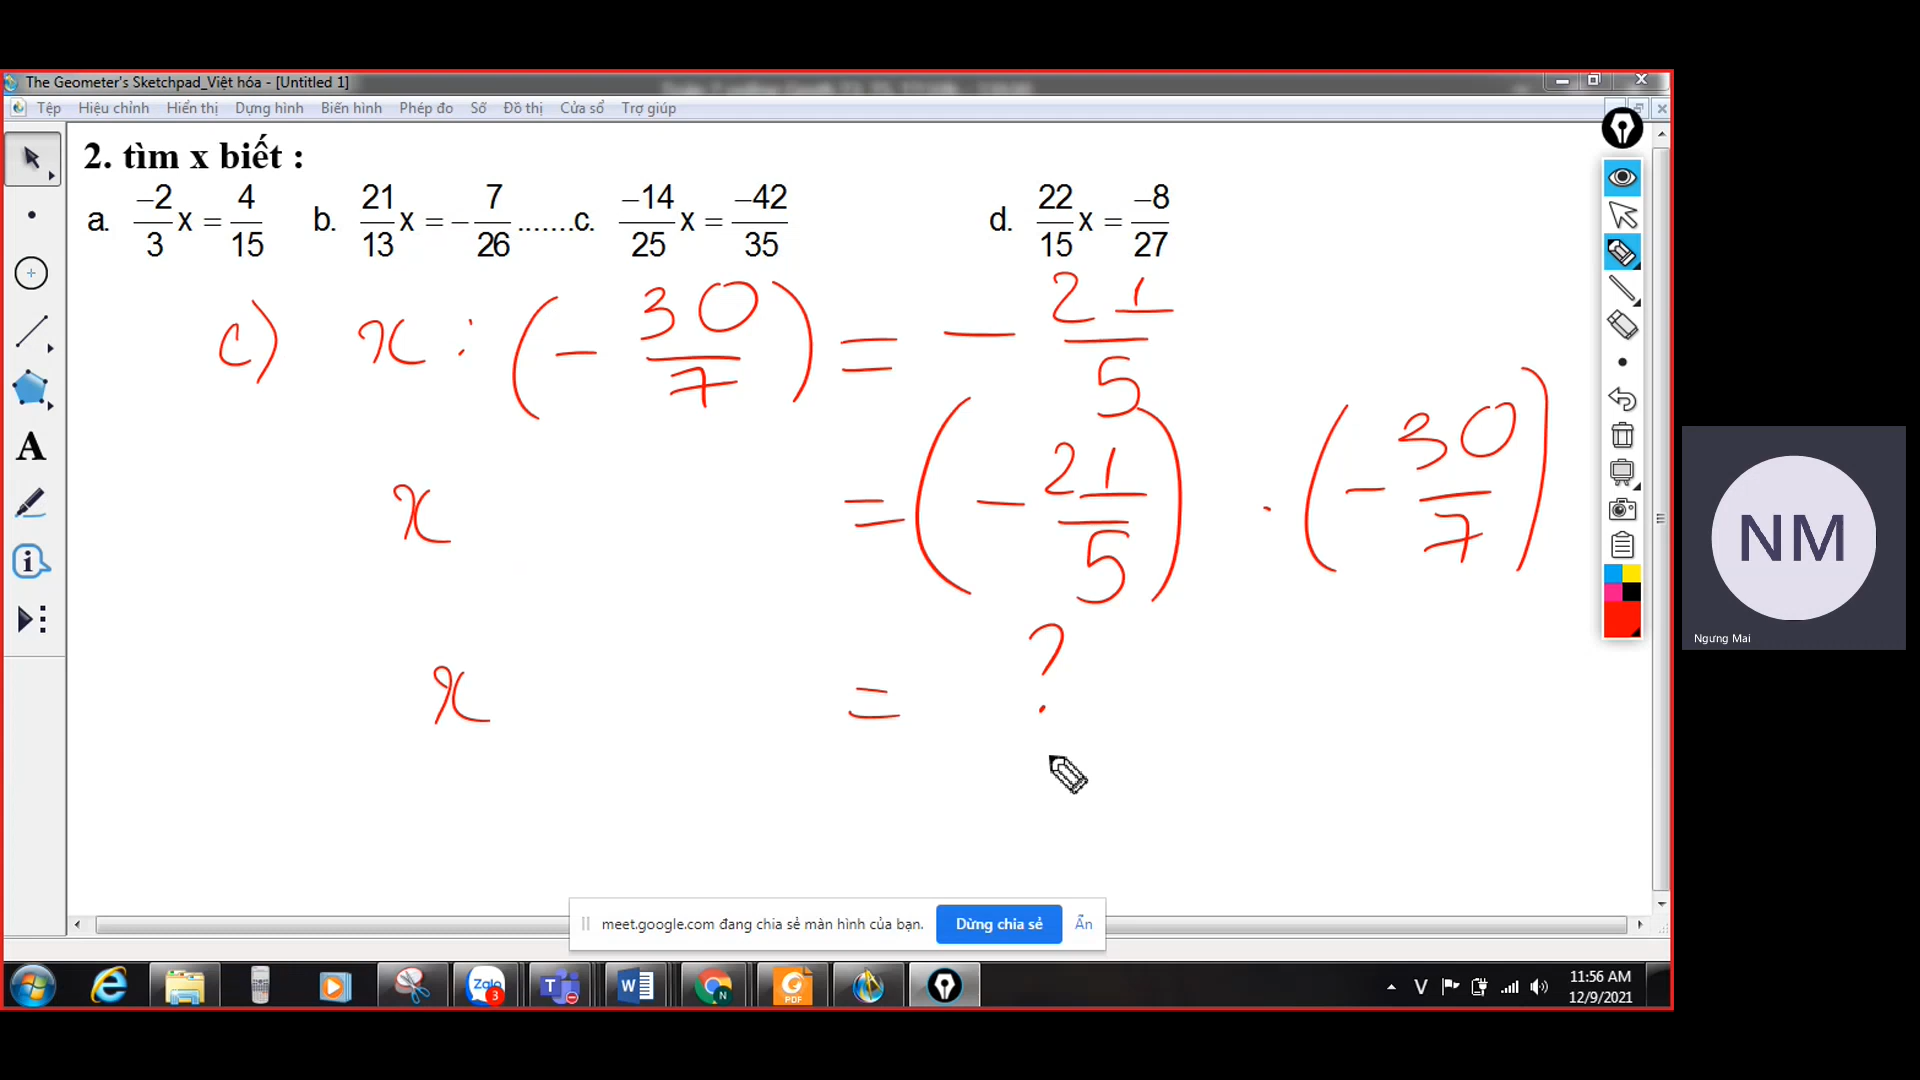 The Geometer's Sketchpad_Việt hóa - [Untitled 1]
Tệp Hiệu chỉnh Hiển thị Dựng hình Biến hình Phép đo Số Đồ thị Cửa sổ Trợ giúp
2. tìm x biết :
a. −2/3 x = 4/15 b. 21/13 x = − 7/26 .......c. −14/25 x = −42/35 d. 22/15 x = −8/27
c) x : (− 30/7) = − 21/5
x = (− 21/5) . (− 30/7)
x = ?
A
NM
Ngưng Mai
meet.google.com đang chia sẻ màn hình của bạn. Dừng chia sẻ Ẩn
Zalo 3 T W N PDF V
11:56 AM
12/9/2021